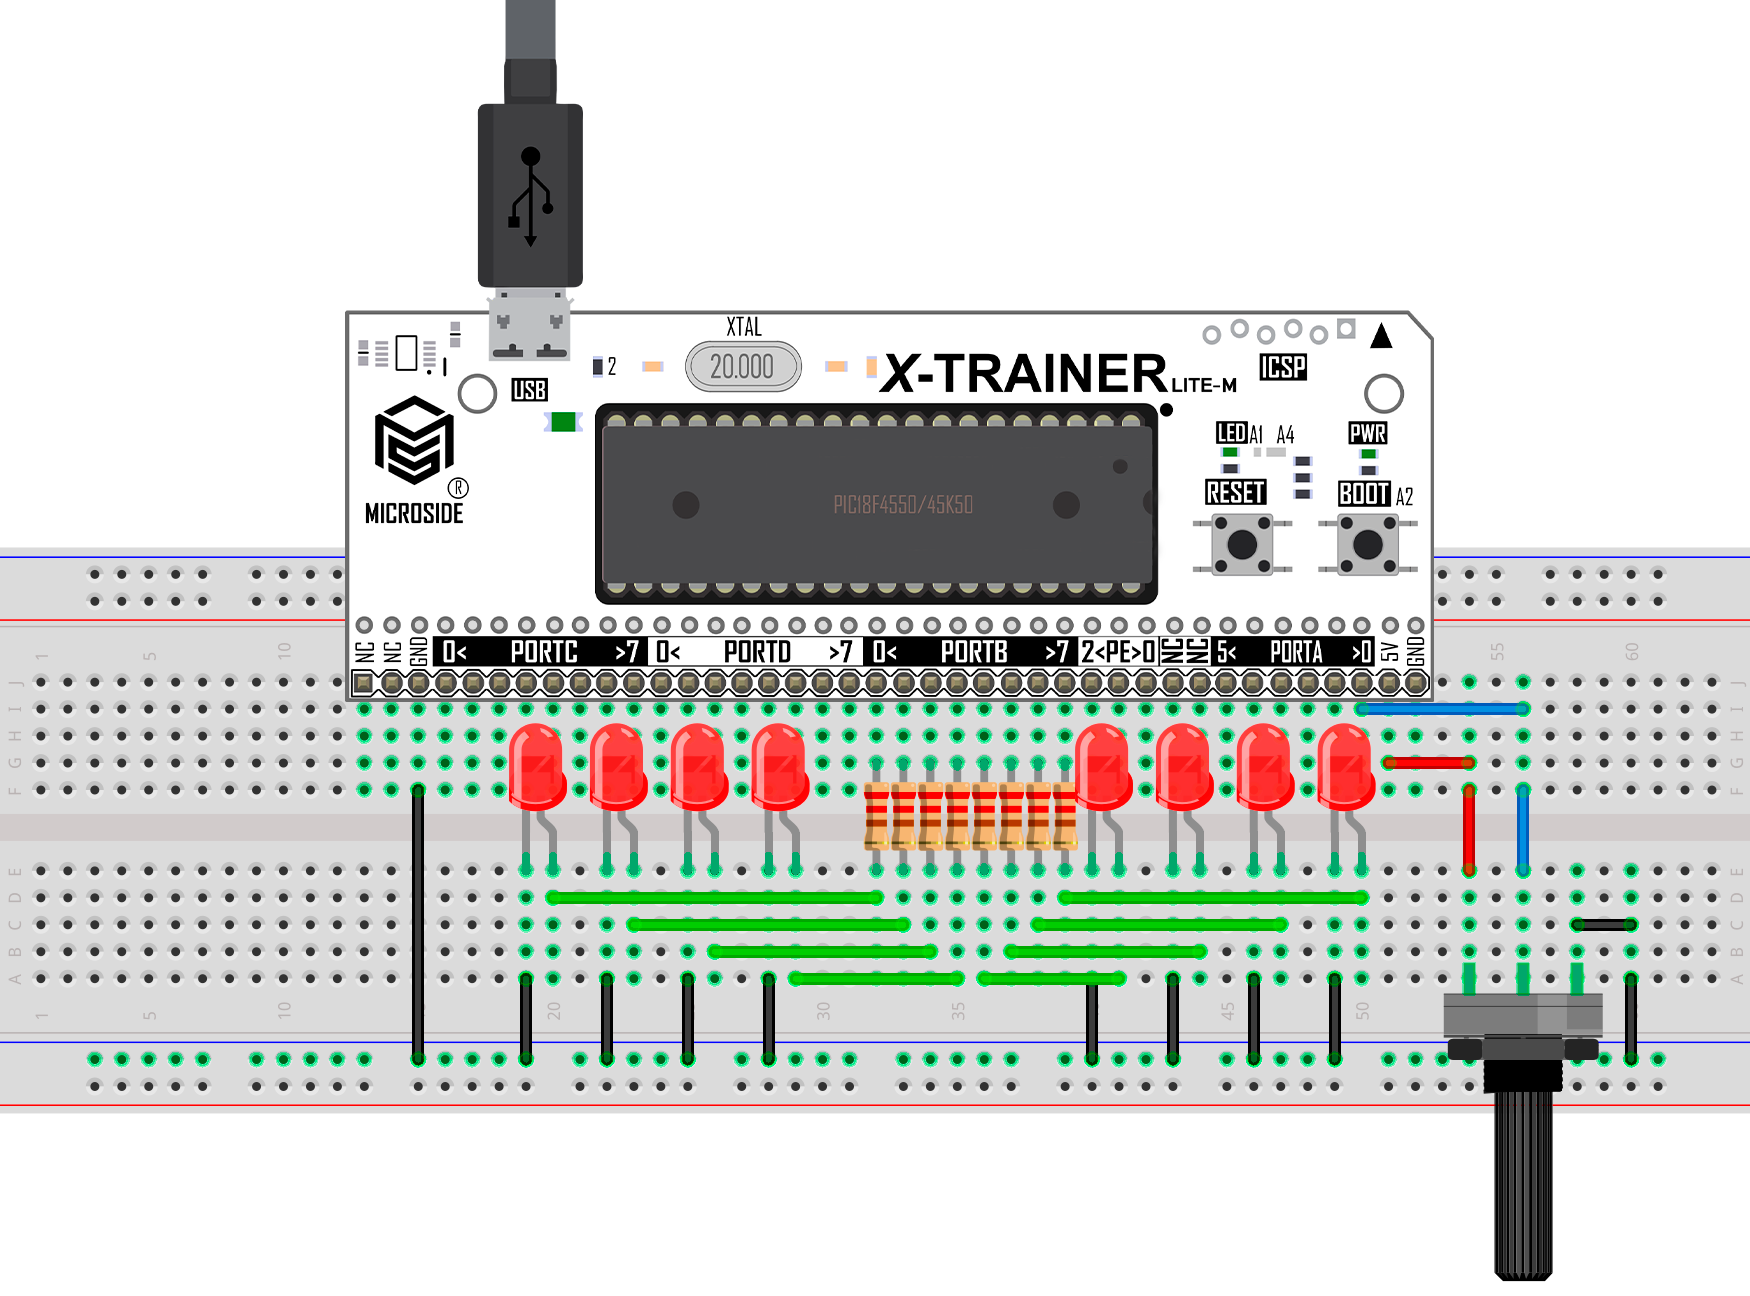 XTAL
20.000
2
X-TRAINER LITE-M
ICSP
USB
MICROSIDE ®
LED A1 A4
PWR
RESET
BOOT A2
PIC18F4550/45K50
NC NC GND 0< PORTC >7 0< PORTD >7 0< PORTB >7 2<PE>0 NC NC 5< PORTA >0 5V GND
1 5 10 55 60
J J
I I
H H
G G
F F
E E
D D
C C
B B
A A
1 5 10 20 30 35 45 50